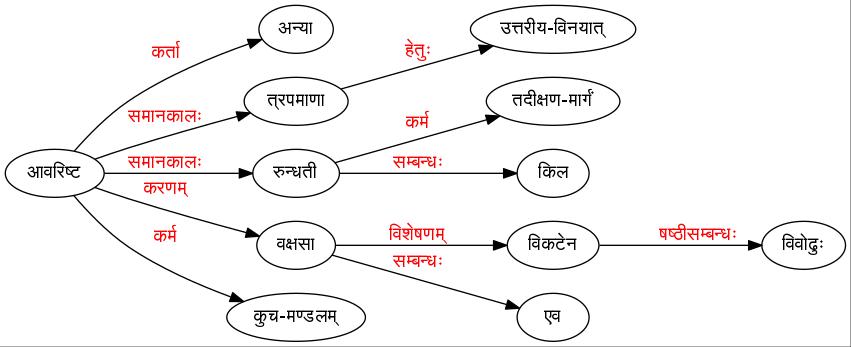 अन्या
उत्तरीय-विनयात्
कर्ता
हेतुः
त्रपमाणा
तदीक्षण-मार्गं
समानकालः
कर्म
आवरिष्ट
समानकालः
रुन्धती
सम्बन्धः
किल
करणम्
वक्षसा
विशेषणम्
विकटेन
षष्ठीसम्बन्धः
विवोढुः
कर्म
सम्बन्धः
कुच-मण्डलम्
एव